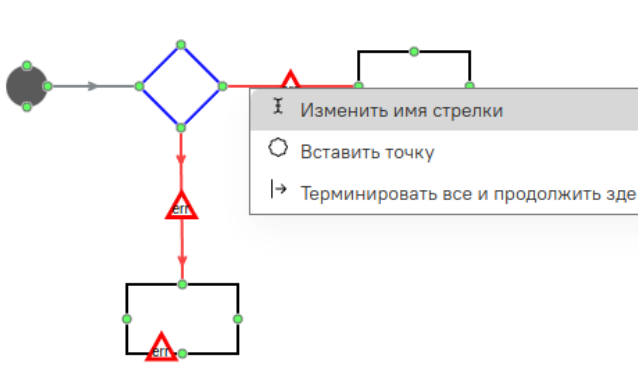 Изменить имя стрелки
Вставить точку
Терминировать все и продолжить зде
err
err